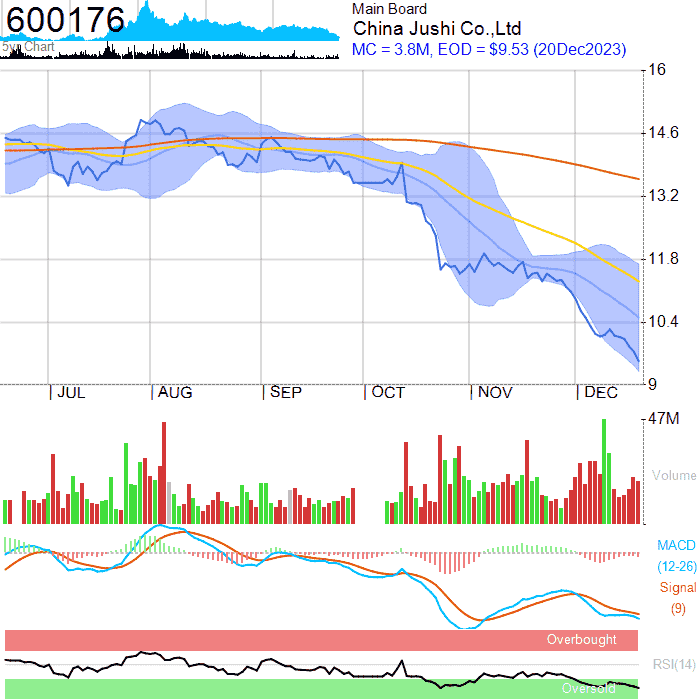 600176
5yr Chart
Main Board
China Jushi Co.,Ltd
MC = 3.8M, EOD = $9.53 (20Dec2023)
16
14.6
13.2
11.8
10.4
9
JUL AUG SEP OCT NOV DEC
47M
Volume
MACD
(12-26)
Signal
(9)
Overbought
RSI(14)
Oversold